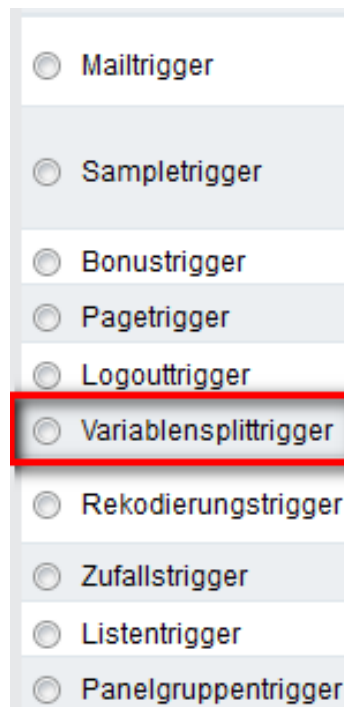 Mailtrigger
Sampletrigger
Bonustrigger
Pagetrigger
Logouttrigger
Variablensplittrigger
Rekodierungstrigger
Zufallstrigger
Listentrigger
Panelgruppentrigger